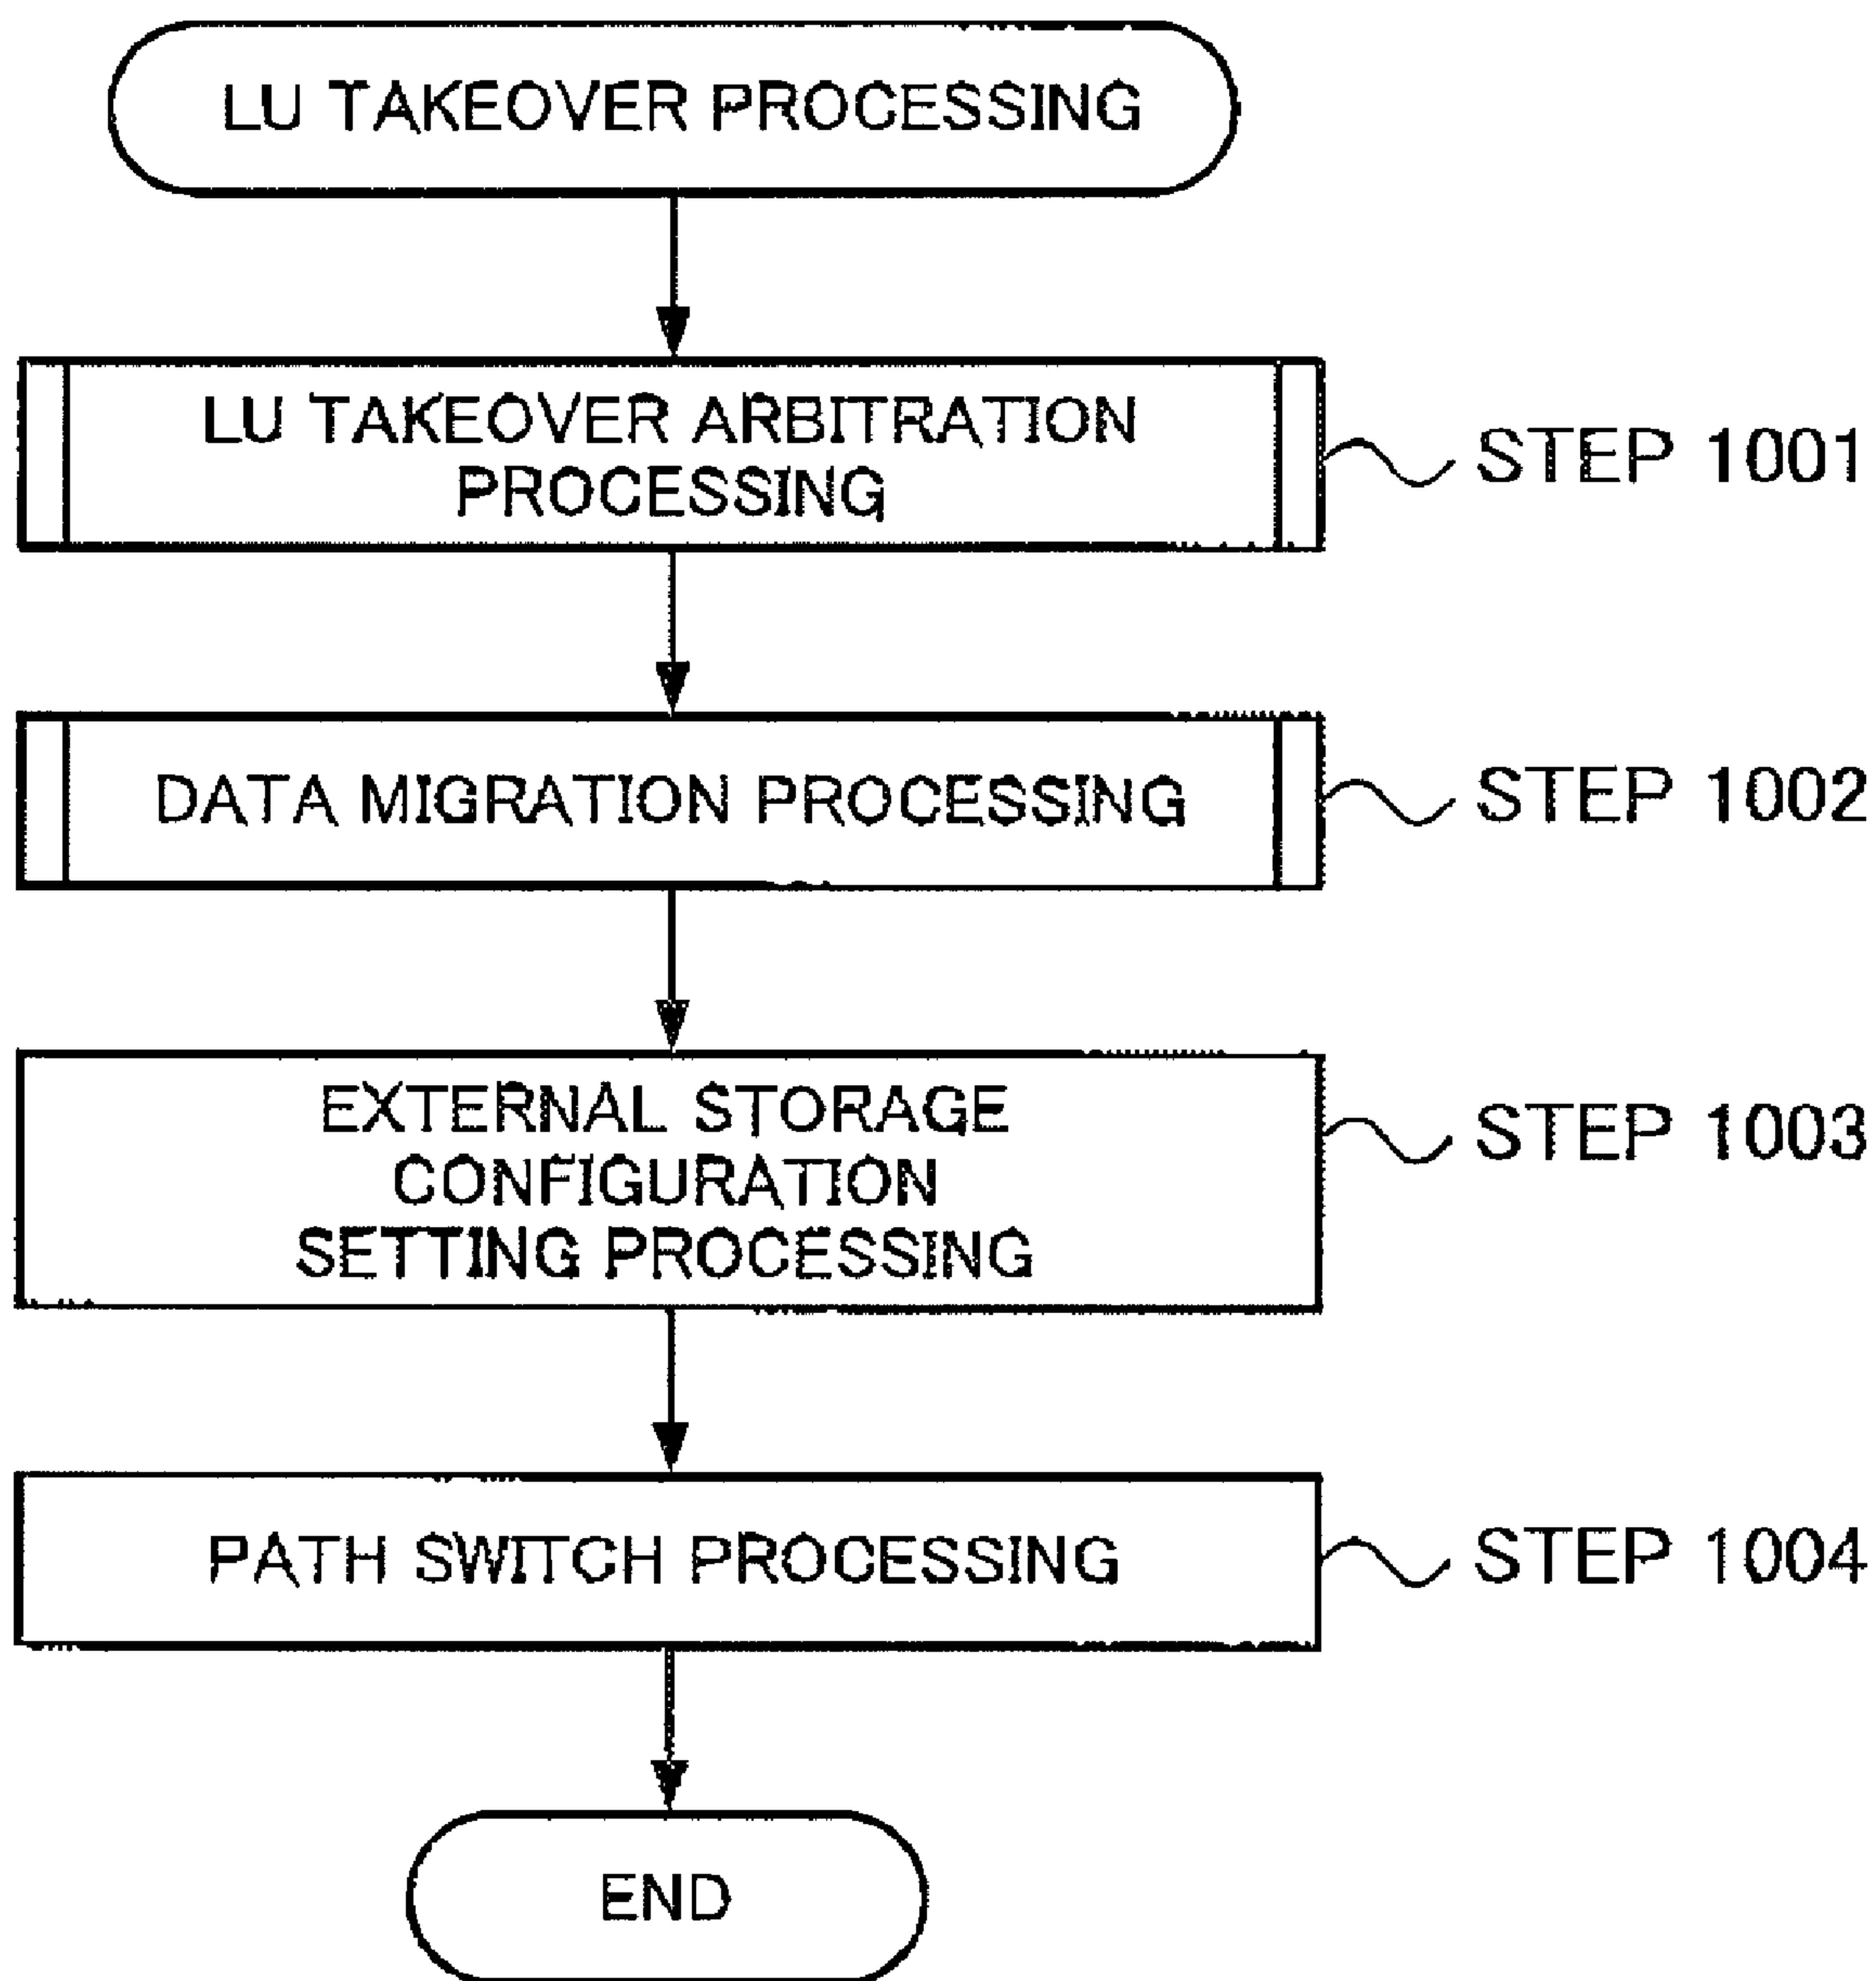 LU TAKEOVER PROCESSING
LU TAKEOVER ARBITRATION
PROCESSING
STEP 1001
DATA MIGRATION PROCESSING
STEP 1002
EXTERNAL STORAGE
CONFIGURATION
SETTING PROCESSING
STEP 1003
PATH SWITCH PROCESSING
STEP 1004
END